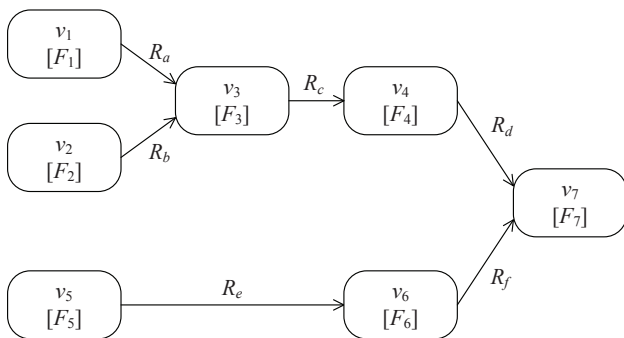 v1
[F1]
Ra
v2
[F2]
Rb
v3
[F3]
Rc
v4
[F4]
Rd
v7
[F7]
v5
[F5]
Re
v6
[F6]
Rf